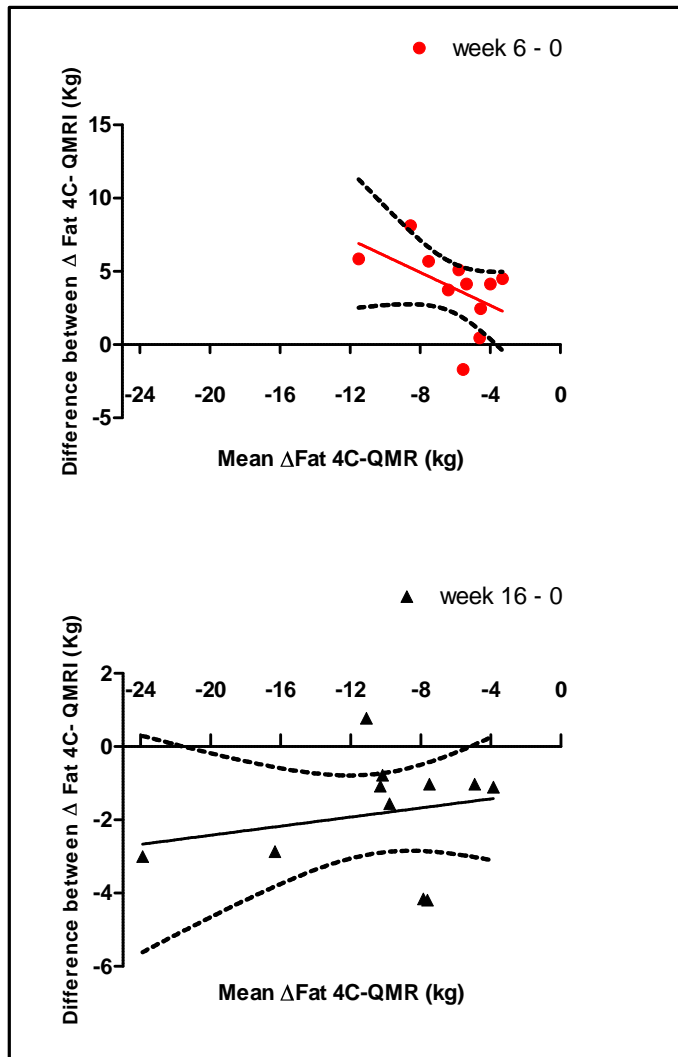 week 6 - 0
Difference between Δ Fat 4C- QMRI (Kg)
15
10
5
0
-5
-24 -20 -16 -12 -8 -4 0
Mean ΔFat 4C-QMR (kg)
week 16 - 0
Difference between Δ Fat 4C- QMRI (Kg)
2
-24 -20 -16 -12 -8 -4 0
0
-2
-4
-6
Mean ΔFat 4C-QMR (kg)